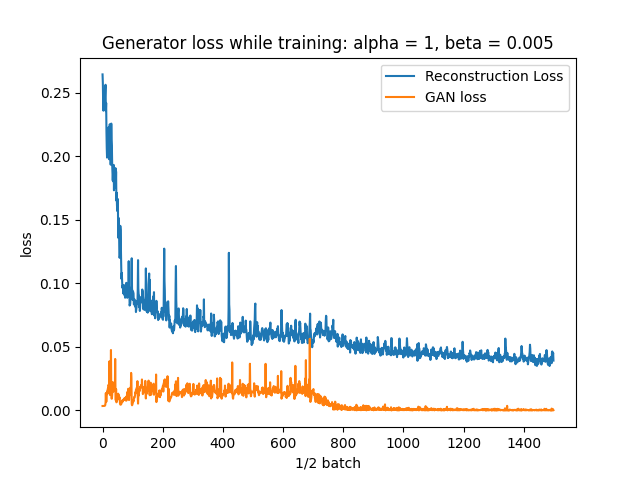 Generator loss while training: alpha = 1, beta = 0.005
Reconstruction Loss
GAN loss
0.25
0.20
0.15
0.10
0.05
0.00
loss
0 200 400 600 800 1000 1200 1400
1/2 batch